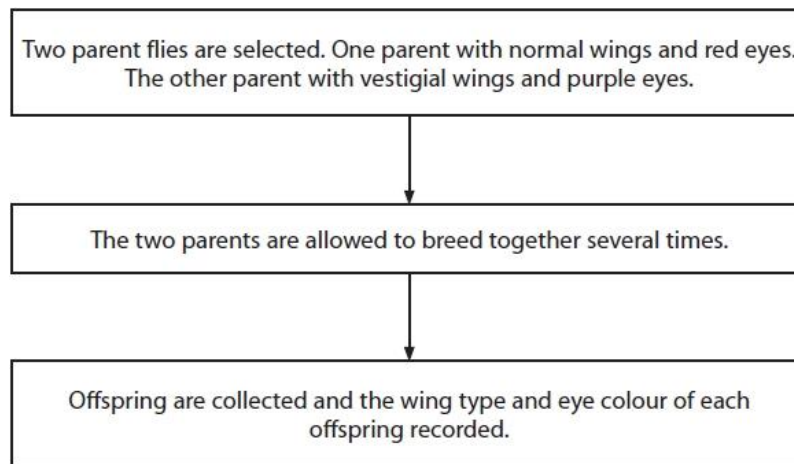 Two parent flies are selected. One parent with normal wings and red eyes.
The other parent with vestigial wings and purple eyes.
The two parents are allowed to breed together several times.
Offspring are collected and the wing type and eye colour of each
offspring recorded.